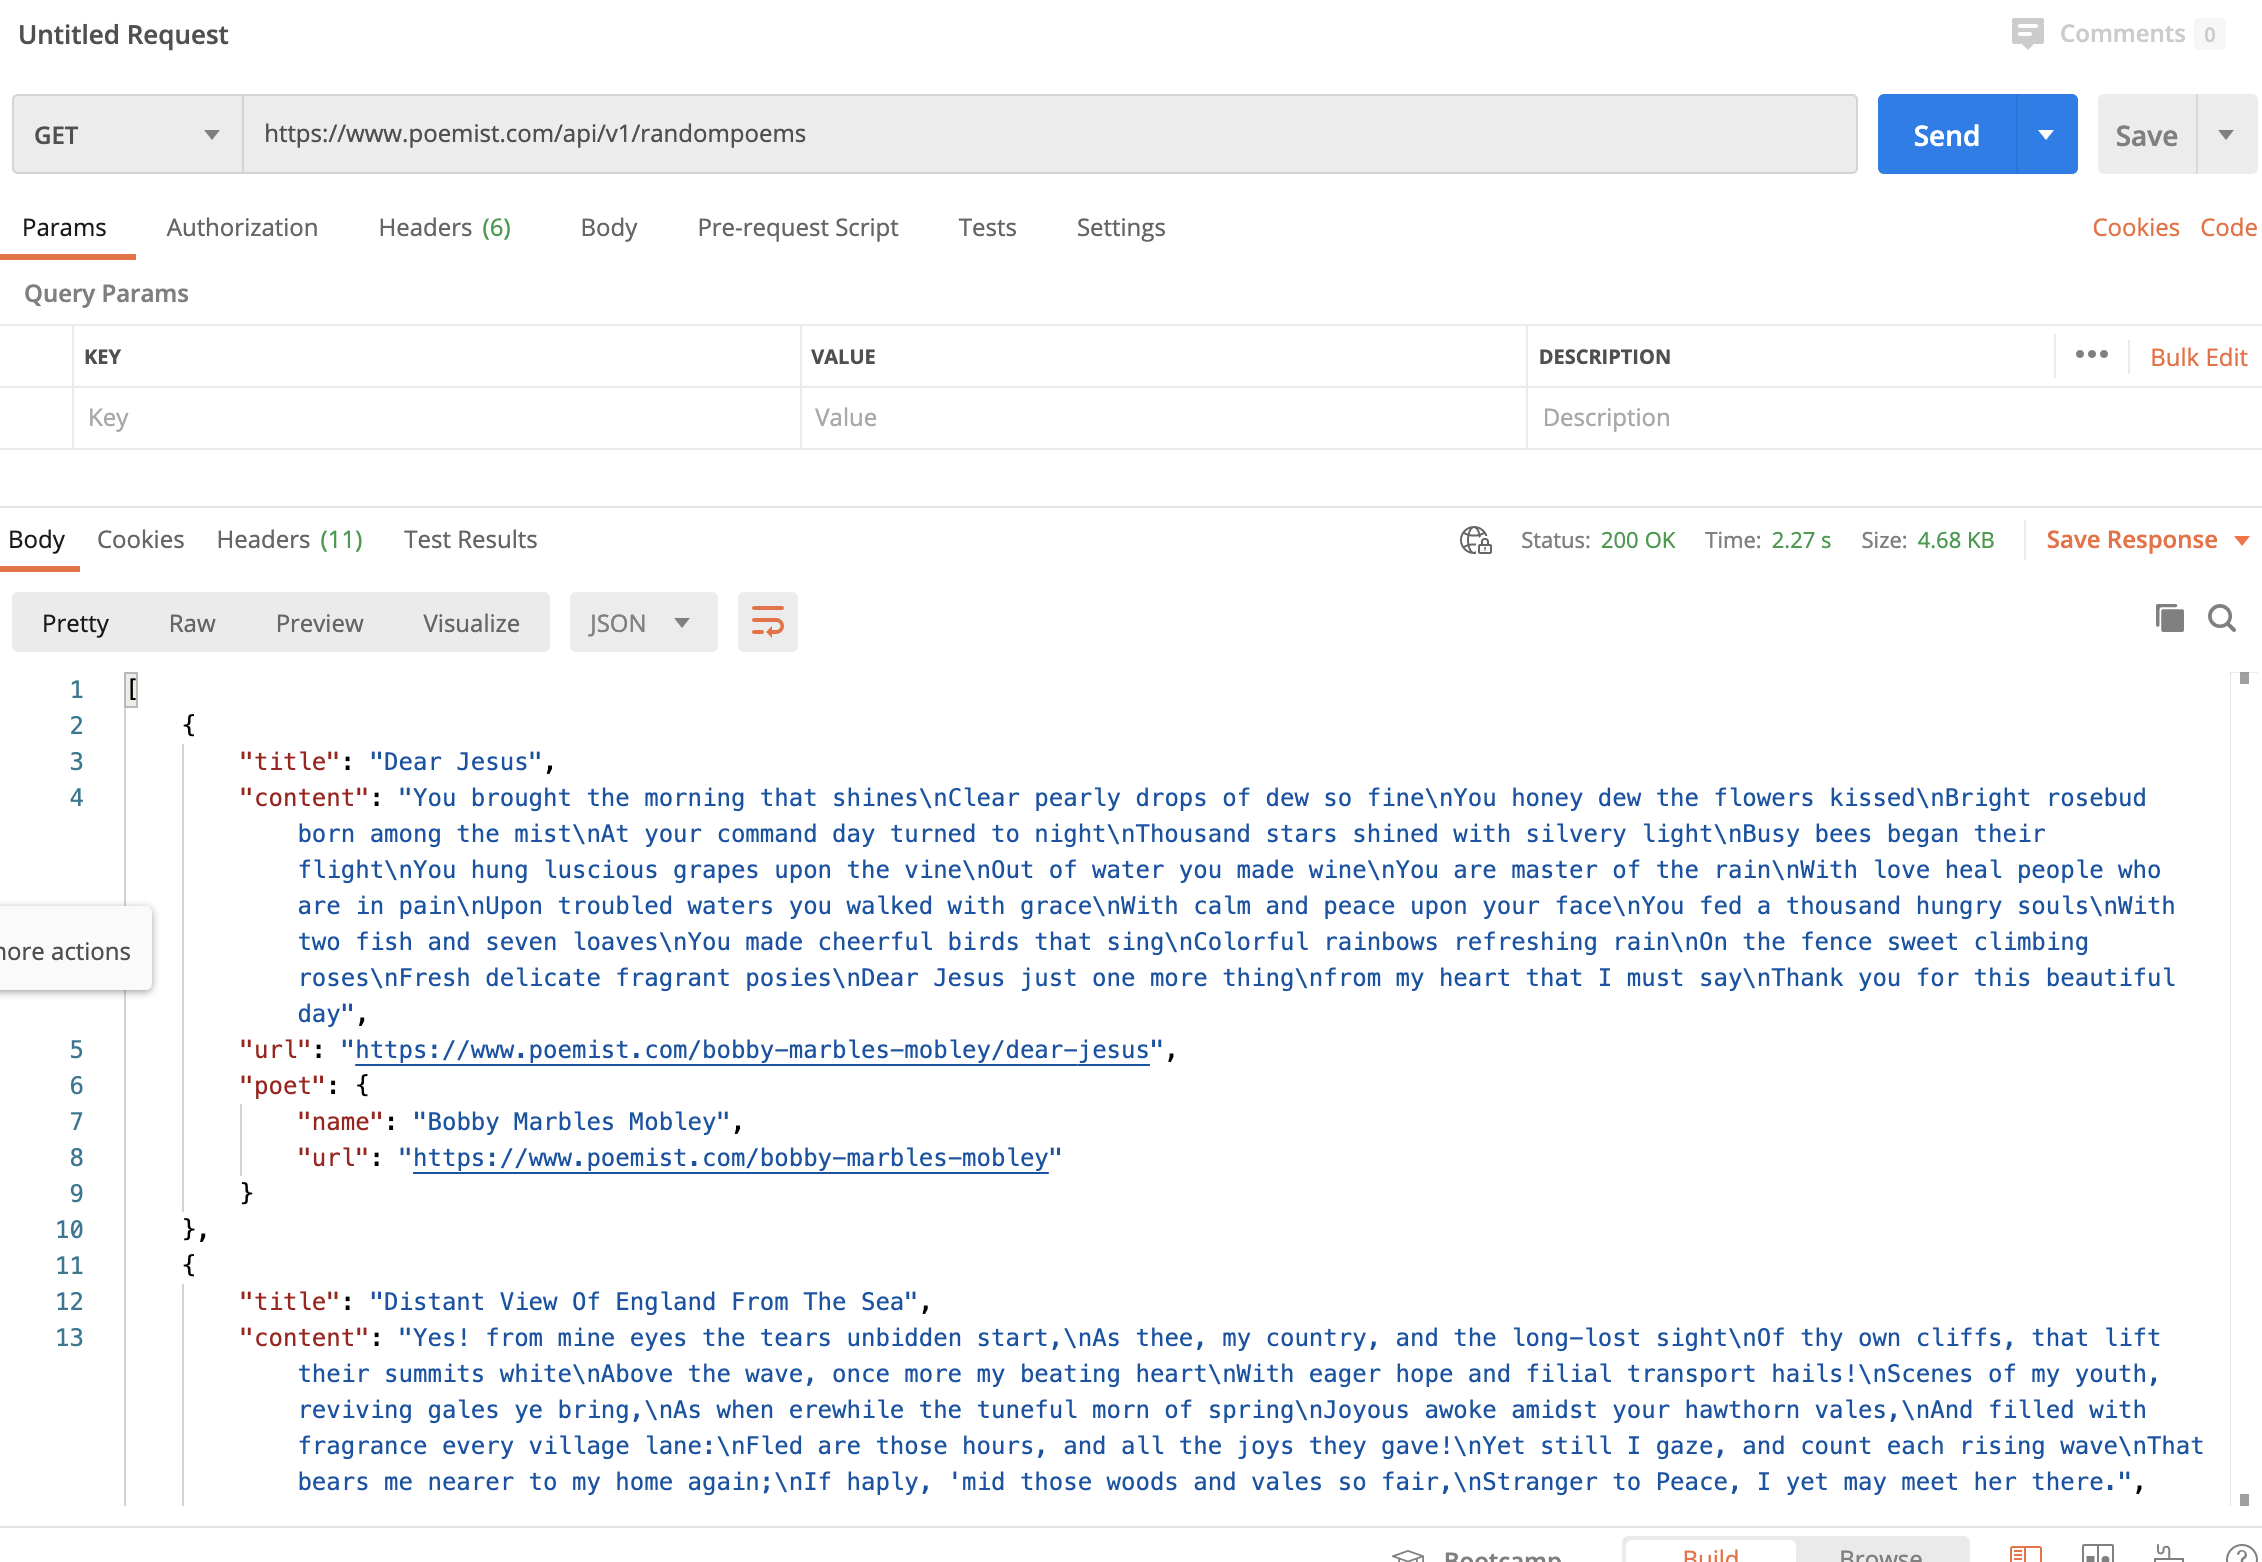 Untitled Request
Comments 0
GET https://www.poemist.com/api/v1/randompoems Send Save
Params Authorization Headers (6) Body Pre-request Script Tests Settings Cookies Code
Query Params
KEY VALUE DESCRIPTION ••• Bulk Edit
Key Value Description
Body Cookies Headers (11) Test Results Status: 200 OK Time: 2.27 s Size: 4.68 KB Save Response
Pretty Raw Preview Visualize JSON
1 [
2 {
3 "title": "Dear Jesus",
4 "content": "You brought the morning that shines\nClear pearly drops of dew so fine\nYou honey dew the flowers kissed\nBright rosebud
born among the mist\nAt your command day turned to night\nThousand stars shined with silvery light\nBusy bees began their
flight\nYou hung luscious grapes upon the vine\nOut of water you made wine\nYou are master of the rain\nWith love heal people who
are in pain\nUpon troubled waters you walked with grace\nWith calm and peace upon your face\nYou fed a thousand hungry souls\nWith
two fish and seven loaves\nYou made cheerful birds that sing\nColorful rainbows refreshing rain\nOn the fence sweet climbing
more actions
roses\nFresh delicate fragrant posies\nDear Jesus just one more thing\nfrom my heart that I must say\nThank you for this beautiful
day",
5 "url": "https://www.poemist.com/bobby-marbles-mobley/dear-jesus",
6 "poet": {
7 "name": "Bobby Marbles Mobley",
8 "url": "https://www.poemist.com/bobby-marbles-mobley"
9 }
10 },
11 {
12 "title": "Distant View Of England From The Sea",
13 "content": "Yes! from mine eyes the tears unbidden start,\nAs thee, my country, and the long-lost sight\nOf thy own cliffs, that lift
their summits white\nAbove the wave, once more my beating heart\nWith eager hope and filial transport hails!\nScenes of my youth,
reviving gales ye bring,\nAs when erewhile the tuneful morn of spring\nJoyous awoke amidst your hawthorn vales,\nAnd filled with
fragrance every village lane:\nFled are those hours, and all the joys they gave!\nYet still I gaze, and count each rising wave\nThat
bears me nearer to my home again;\nIf haply, 'mid those woods and vales so fair,\nStranger to Peace, I yet may meet her there.",
Bootcamp Build Browse